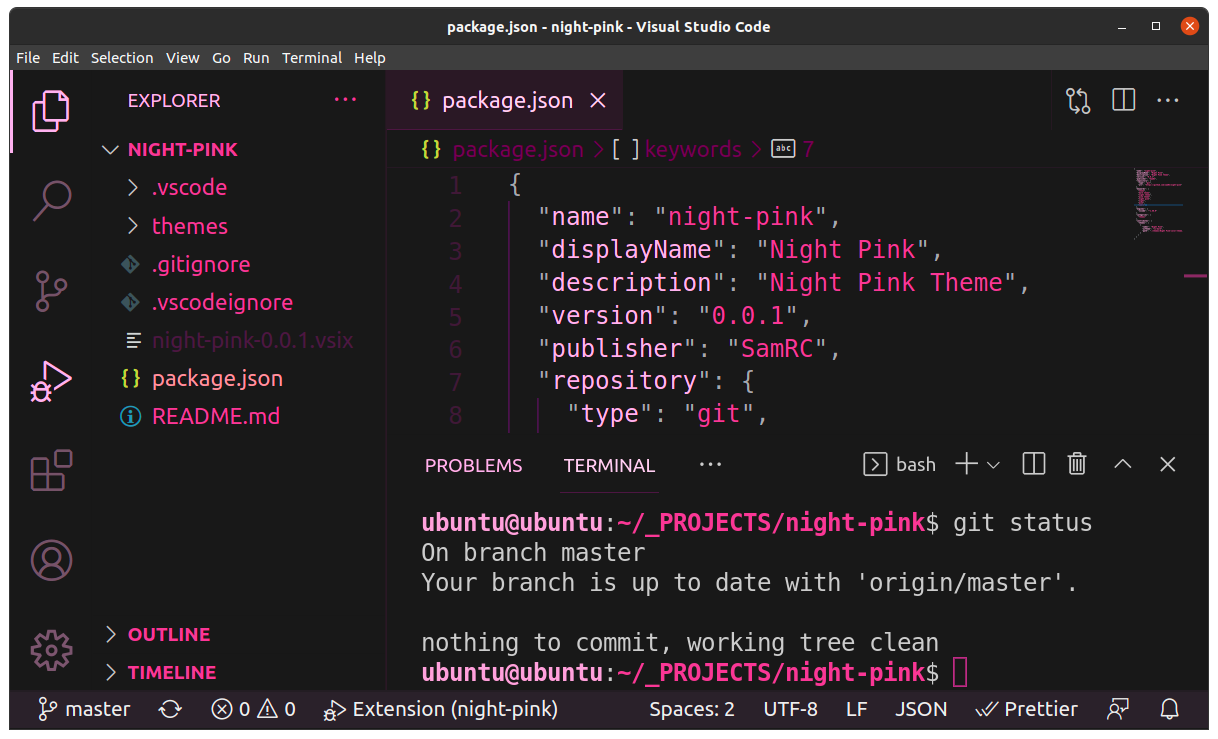 package.json - night-pink - Visual Studio Code
File Edit Selection View Go Run Terminal Help
EXPLORER ···
NIGHT-PINK
.vscode
themes
.gitignore
.vscodeignore
night-pink-0.0.1.vsix
{} package.json
README.md
OUTLINE
TIMELINE
{} package.json
{} package.json > [ ] keywords > abc 7
1 {
2 "name": "night-pink",
3 "displayName": "Night Pink",
4 "description": "Night Pink Theme",
5 "version": "0.0.1",
6 "publisher": "SamRC",
7 "repository": {
8 "type": "git",
PROBLEMS TERMINAL ··· bash
ubuntu@ubuntu:~/_PROJECTS/night-pink$ git status
On branch master
Your branch is up to date with 'origin/master'.
nothing to commit, working tree clean
ubuntu@ubuntu:~/_PROJECTS/night-pink$
master 0 0 Extension (night-pink) Spaces: 2 UTF-8 LF JSON Prettier